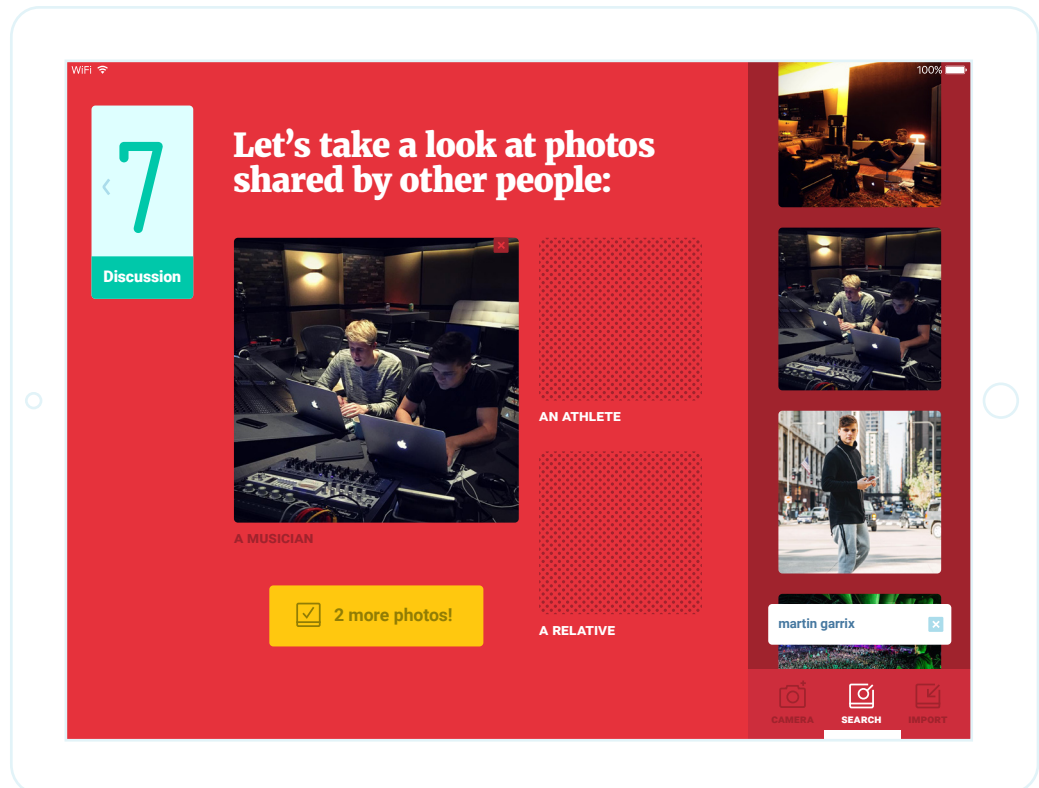 WiFi
100%
7
Discussion
Let’s take a look at photos
shared by other people:
A MUSICIAN
AN ATHLETE
A RELATIVE
2 more photos!
martin garrix
CAMERA
SEARCH
IMPORT